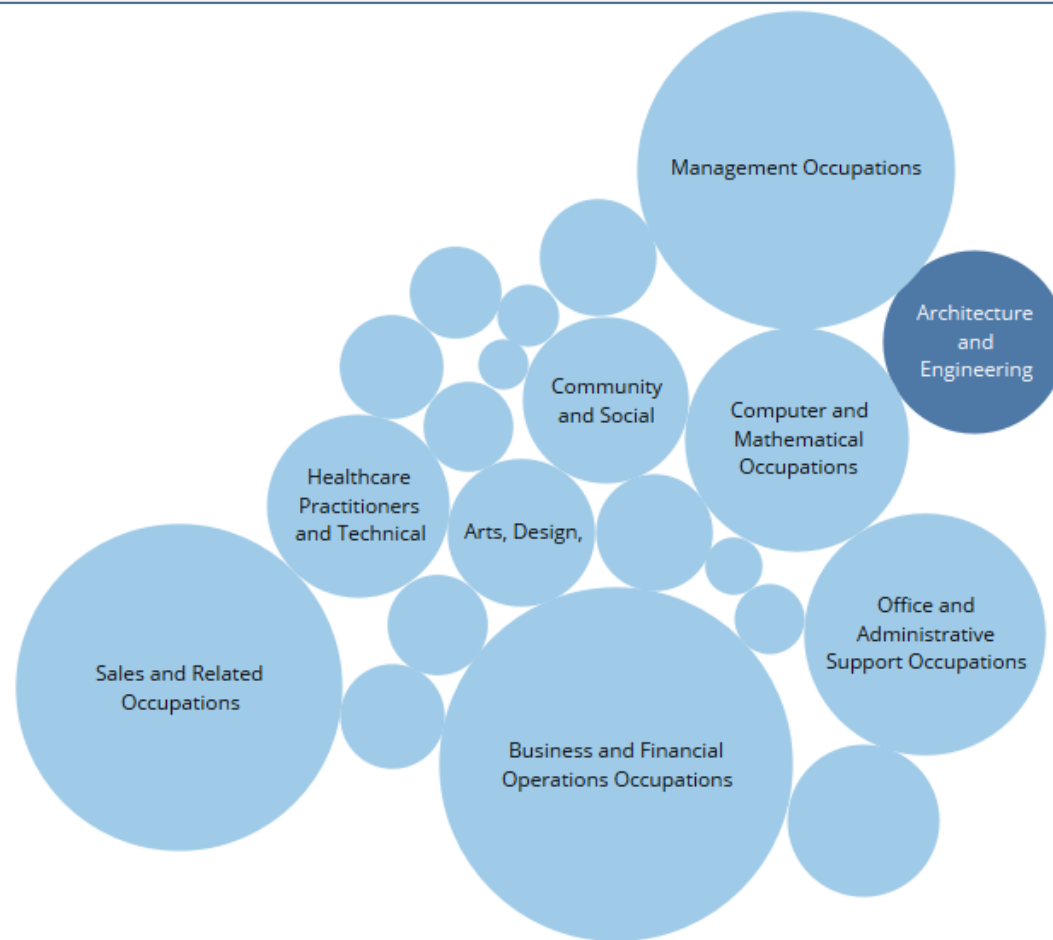 Management Occupations
Architecture
and
Engineering
Community
and Social
Computer and
Mathematical
Occupations
Healthcare
Practitioners
and Technical
Arts, Design,
Office and
Administrative
Support Occupations
Sales and Related
Occupations
Business and Financial
Operations Occupations